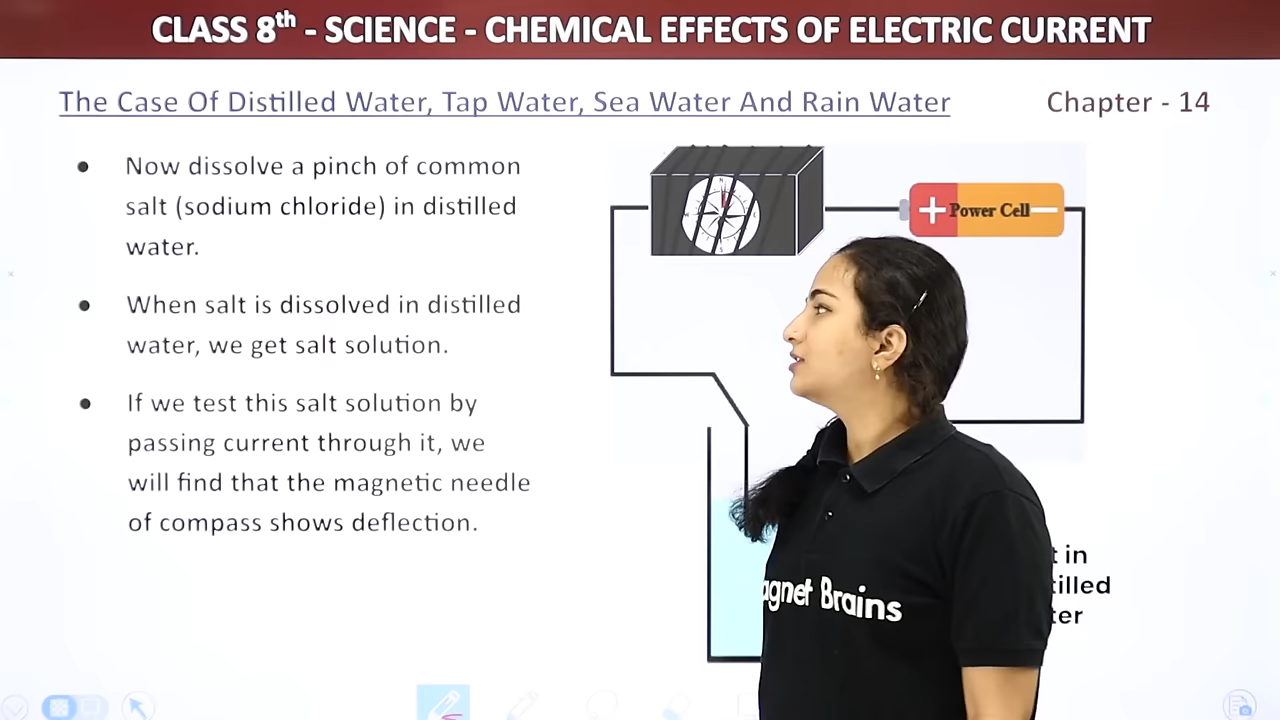 CLASS 8th - SCIENCE - CHEMICAL EFFECTS OF ELECTRIC CURRENT
The Case Of Distilled Water, Tap Water, Sea Water And Rain Water
Chapter - 14
• Now dissolve a pinch of common
salt (sodium chloride) in distilled
water.
• When salt is dissolved in distilled
water, we get salt solution.
• If we test this salt solution by
passing current through it, we
will find that the magnetic needle
of compass shows deflection.
+ Power Cell —
in
agnet Brains